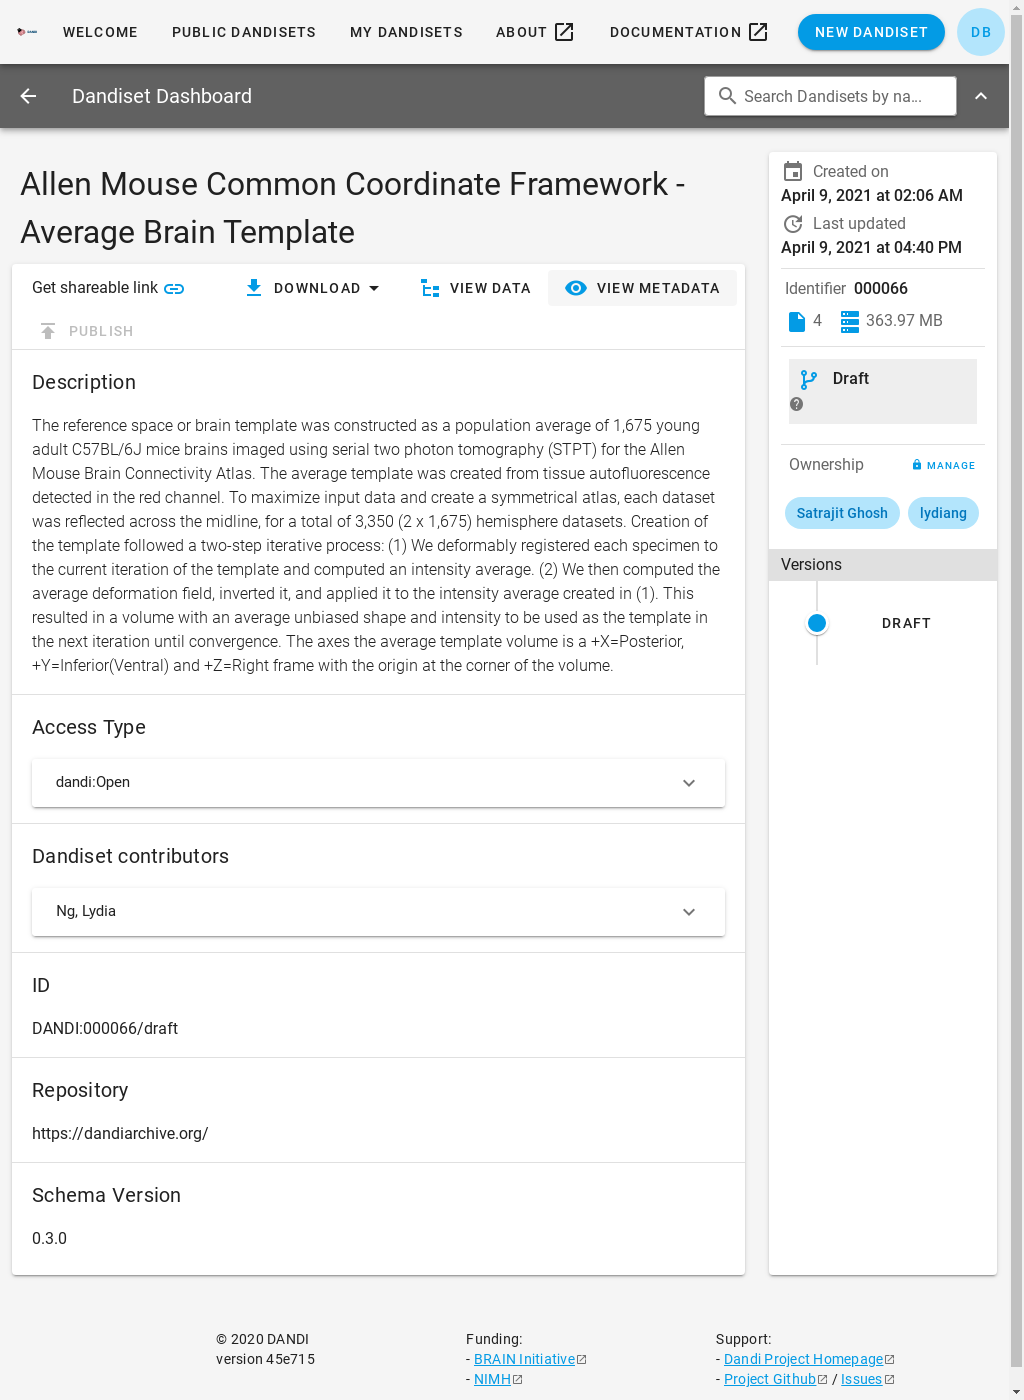 WELCOME PUBLIC DANDISETS MY DANDISETS ABOUT DOCUMENTATION NEW DANDISET DB
Dandiset Dashboard Search Dandisets by na...
Allen Mouse Common Coordinate Framework -
Average Brain Template
Get shareable link DOWNLOAD VIEW DATA VIEW METADATA
PUBLISH
Description
The reference space or brain template was constructed as a population average of 1,675 young
adult C57BL/6J mice brains imaged using serial two photon tomography (STPT) for the Allen
Mouse Brain Connectivity Atlas. The average template was created from tissue autofluorescence
detected in the red channel. To maximize input data and create a symmetrical atlas, each dataset
was reflected across the midline, for a total of 3,350 (2 x 1,675) hemisphere datasets. Creation of
the template followed a two-step iterative process: (1) We deformably registered each specimen to
the current iteration of the template and computed an intensity average. (2) We then computed the
average deformation field, inverted it, and applied it to the intensity average created in (1). This
resulted in a volume with an average unbiased shape and intensity to be used as the template in
the next iteration until convergence. The axes the average template volume is a +X=Posterior,
+Y=Inferior(Ventral) and +Z=Right frame with the origin at the corner of the volume.
Access Type
dandi:Open
Dandiset contributors
Ng, Lydia
ID
DANDI:000066/draft
Repository
https://dandiarchive.org/
Schema Version
0.3.0
Created on
April 9, 2021 at 02:06 AM
Last updated
April 9, 2021 at 04:40 PM
Identifier 000066
4 363.97 MB
Draft
Ownership MANAGE
Satrajit Ghosh lydiang
Versions
DRAFT
© 2020 DANDI
version 45e715
Funding:
- BRAIN Initiative
- NIMH
Support:
- Dandi Project Homepage
- Project Github / Issues